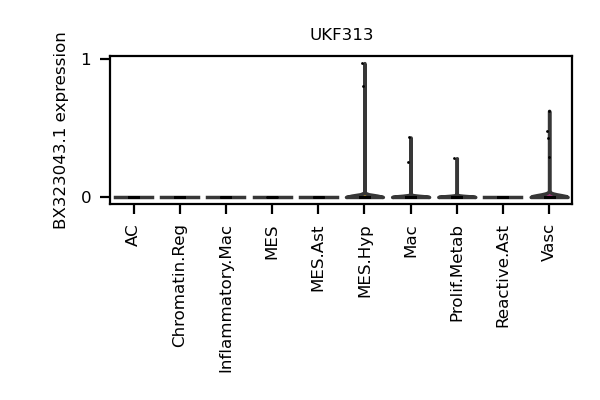 UKF313
BX323043.1 expression
1
0
AC
Chromatin.Reg
Inflammatory.Mac
MES
MES.Ast
MES.Hyp
Mac
Prolif.Metab
Reactive.Ast
Vasc